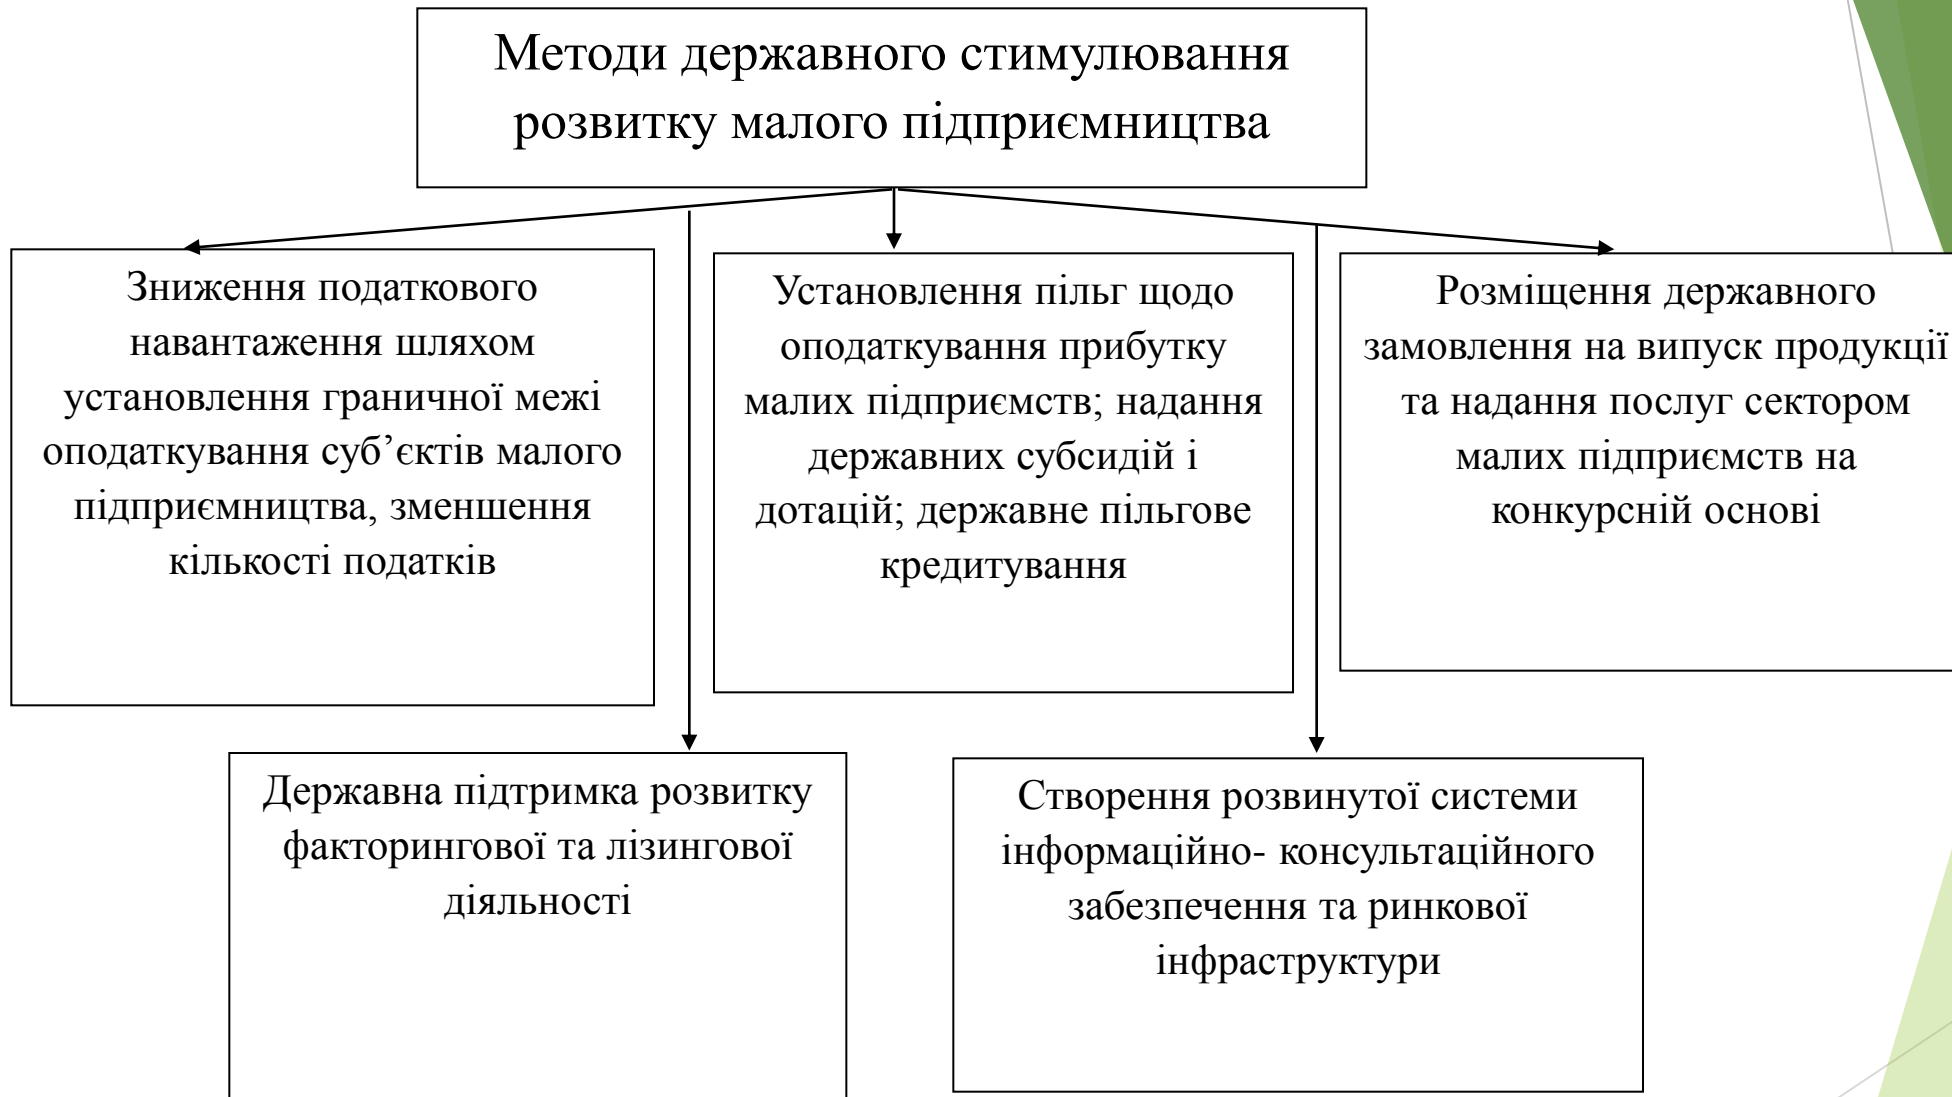 Методи державного стимулювання
розвитку малого підприємництва
Зниження податкового
навантаження шляхом
установлення граничної межі
оподаткування суб’єктів малого
підприємництва, зменшення
кількості податків
Установлення пільг щодо
оподаткування прибутку
малих підприємств; надання
державних субсидій і
дотацій; державне пільгове
кредитування
Розміщення державного
замовлення на випуск продукції
та надання послуг сектором
малих підприємств на
конкурсній основі
Державна підтримка розвитку
факторингової та лізингової
діяльності
Створення розвинутої системи
інформаційно- консультаційного
забезпечення та ринкової
інфраструктури